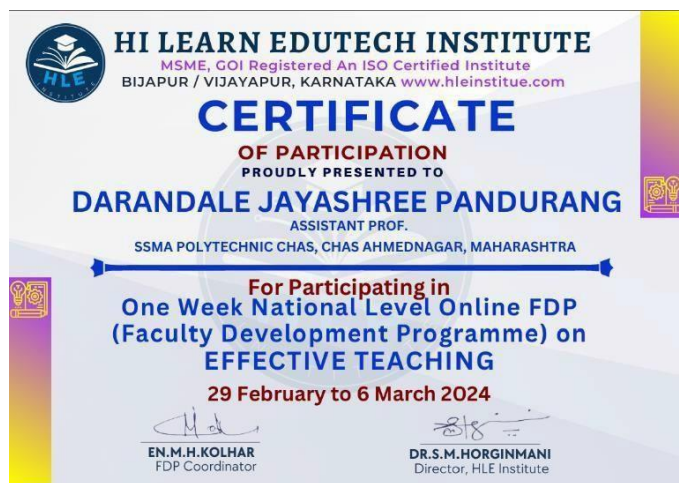 HI LEARN EDUTECH INSTITUTE
MSME, GOI Registered An ISO Certified Institute
BIJAPUR / VIJAYAPUR, KARNATAKA www.hleinstitue.com
HLE
INSTITUTE
CERTIFICATE
OF PARTICIPATION
PROUDLY PRESENTED TO
DARANDALE JAYASHREE PANDURANG
ASSISTANT PROF.
SSMA POLYTECHNIC CHAS, CHAS AHMEDNAGAR, MAHARASHTRA
For Participating in
One Week National Level Online FDP
(Faculty Development Programme) on
EFFECTIVE TEACHING
29 February to 6 March 2024
EN.M.H.KOLHAR
FDP Coordinator
DR.S.M.HORGINMANI
Director, HLE Institute